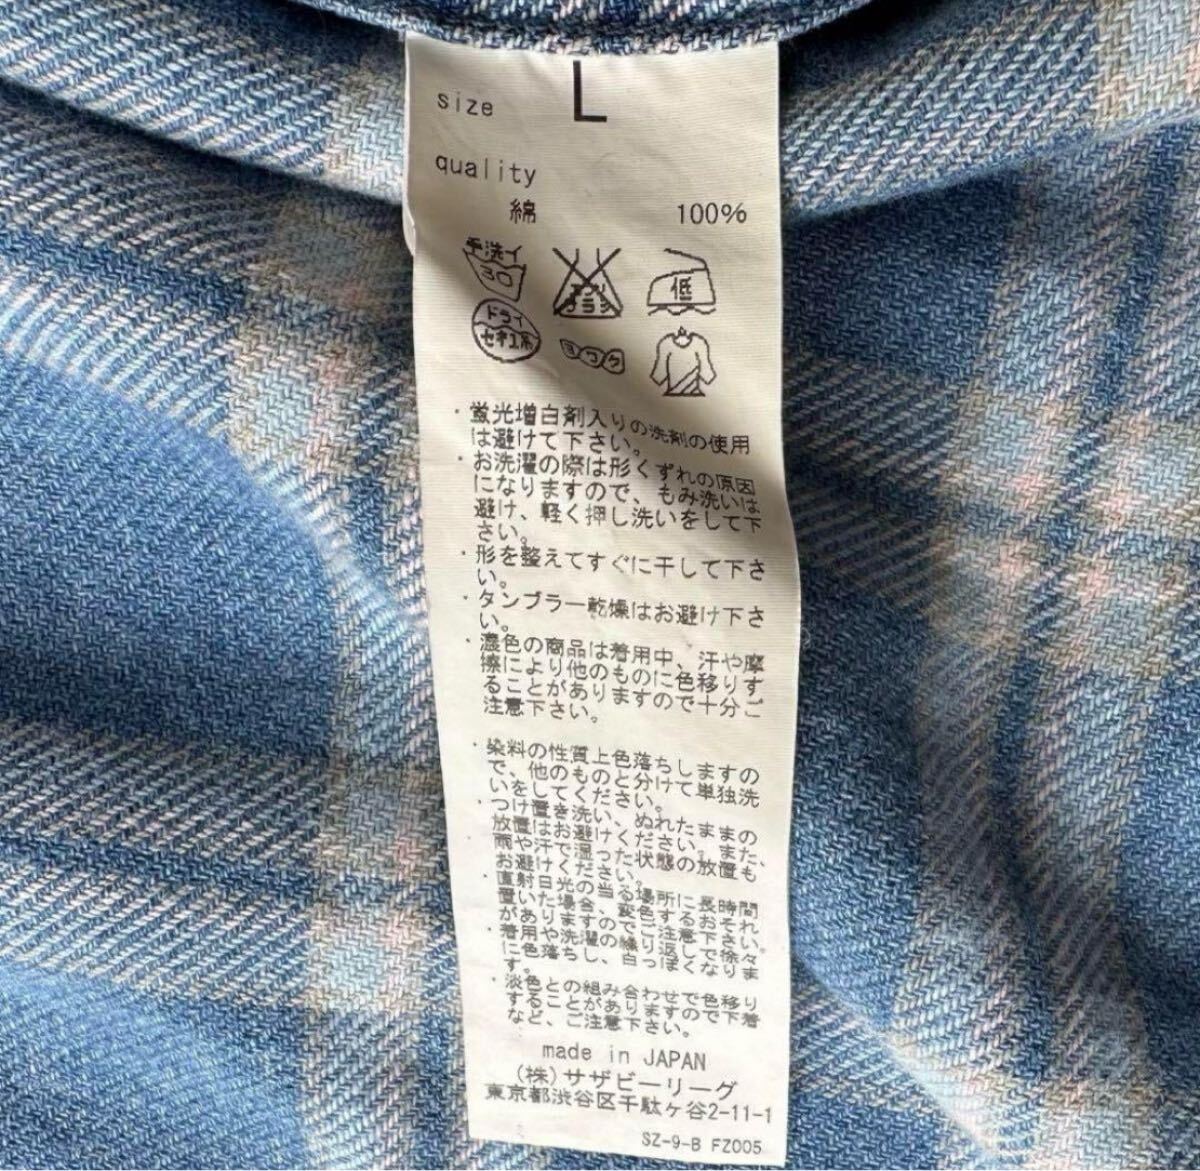 size L
quality
綿 100%
手洗イ
30
エンソ
サラシ
低
ドライ
セキユ系
ヨワク
・蛍光増白剤入りの洗剤の使用
は避けて下さい。
・お洗濯の際は形くずれの原因
になりますので、もみ洗いは
避け、軽く押し洗いをして下
さい。
・形を整えてすぐに干して下さ
い。
・タンブラー乾燥はお避け下さ
い。
・濃色の商品は着用中、汗や摩
擦により他のものに色移りす
ることがありますので十分ご
注意下さい。
・染料の性質上色落ちしますの
で、他のものと分けて単独洗
いをしてください。
・つけ置き洗い、ぬれたままの
放置はお避けください。また、
雨や汗で湿った状態の放置も
お避けください。
・直射日光の当る場所に長時間
置いた場合、変色するおそれ
がありますのでご注意下さい。
・着用や洗濯の繰り返しで徐々
に色落ちし、白っぽくなりま
す。
・淡色との組み合わせで色移り
することがありますので下着
など、ご注意下さい。
made in JAPAN
(株)サザビーリーグ
東京都渋谷区千駄ヶ谷2-11-1
SZ-9-B FZ005